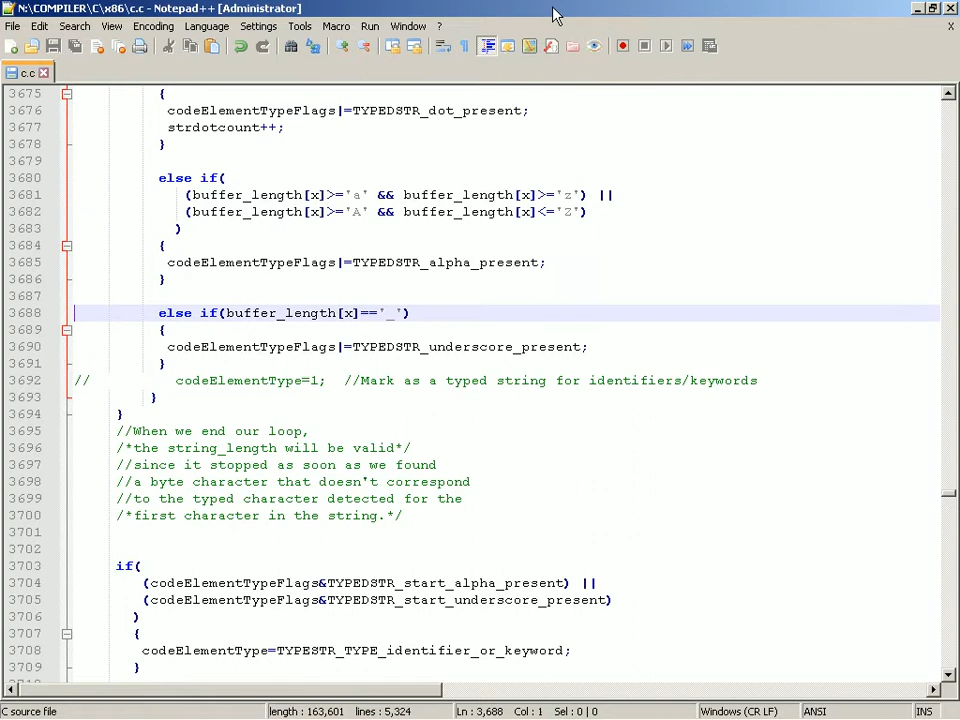 N:\COMPILER\C\x86\c.c - Notepad++ [Administrator]
File Edit Search View Encoding Language Settings Tools Macro Run Window ? X
c.c
3675 {
3676 codeElementTypeFlags|=TYPEDSTR_dot_present;
3677 strdotcount++;
3678 }
3679
3680 else if(
3681 (buffer_length[x]>='a' && buffer_length[x]>='z') ||
3682 (buffer_length[x]>='A' && buffer_length[x]<='Z')
3683 )
3684 {
3685 codeElementTypeFlags|=TYPEDSTR_alpha_present;
3686 }
3687
3688 else if(buffer_length[x]=='_')
3689 {
3690 codeElementTypeFlags|=TYPEDSTR_underscore_present;
3691 }
3692 // codeElementType=1; //Mark as a typed string for identifiers/keywords
3693 }
3694 }
3695 //When we end our loop,
3696 /*the string_length will be valid*/
3697 //since it stopped as soon as we found
3698 //a byte character that doesn't correspond
3699 //to the typed character detected for the
3700 /*first character in the string.*/
3701
3702
3703 if(
3704 (codeElementTypeFlags&TYPEDSTR_start_alpha_present) ||
3705 (codeElementTypeFlags&TYPEDSTR_start_underscore_present)
3706 )
3707 {
3708 codeElementType=TYPESTR_TYPE_identifier_or_keyword;
3709 }
C source file length : 163,601 lines : 5,324 Ln : 3,688 Col : 1 Sel : 0 | 0 Windows (CR LF) ANSI INS